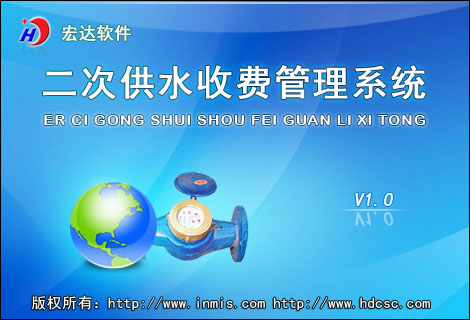 宏达软件
二次供水收费管理系统
ER CI GONG SHUI SHOU FEI GUAN LI XI TONG
V1.0
版权所有：http://www.inmis.com http://www.hdcsc.com